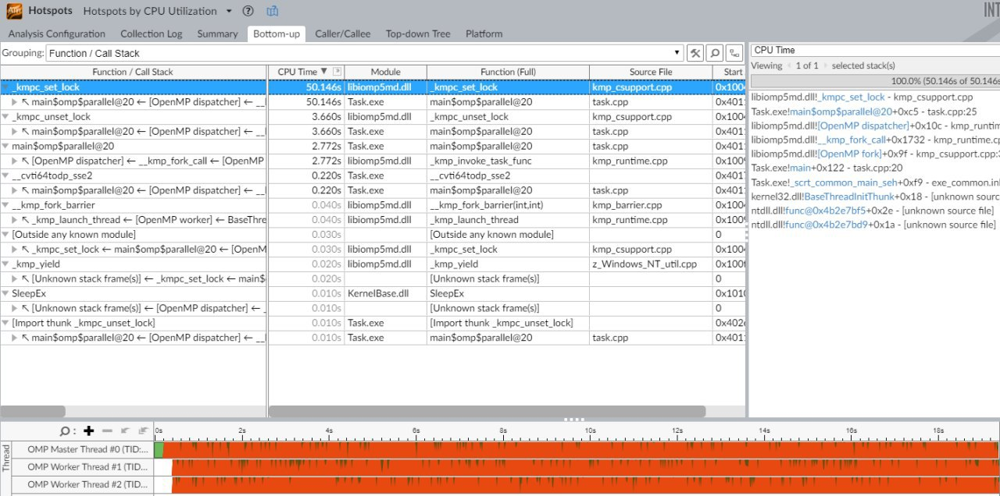 Hotspots Hotspots by CPU Utilization INT
Analysis Configuration Collection Log Summary Bottom-up Caller/Callee Top-down Tree Platform
Grouping: Function / Call Stack CPU Time
Viewing 1 of 1 selected stack(s)
Function / Call Stack CPU Time Module Function (Full) Source File Start
100.0% (50.146s of 50.146s
_kmpc_set_lock 50.146s libiomp5md.dll _kmpc_set_lock kmp_csupport.cpp 0x100
main$omp$parallel@20 ← [OpenMP dispatcher] ← 50.146s Task.exe main$omp$parallel@20 task.cpp 0x401
_kmpc_unset_lock 3.660s libiomp5md.dll _kmpc_unset_lock kmp_csupport.cpp 0x100
main$omp$parallel@20 ← [OpenMP dispatcher] ← 3.660s Task.exe main$omp$parallel@20 task.cpp 0x401
main$omp$parallel@20 2.772s Task.exe main$omp$parallel@20 task.cpp 0x401
[OpenMP dispatcher] ← __kmp_fork_call ← [OpenMP 2.772s libiomp5md.dll _kmp_invoke_task_func kmp_runtime.cpp 0x100
__cvti64todp_sse2 0.220s Task.exe __cvti64todp_sse2 0x401
main$omp$parallel@20 ← [OpenMP dispatcher] ← 0.220s Task.exe main$omp$parallel@20 task.cpp 0x401
__kmp_fork_barrier 0.040s libiomp5md.dll __kmp_fork_barrier(int,int) kmp_barrier.cpp 0x100
_kmp_launch_thread ← [OpenMP worker] ← BaseThre 0.040s libiomp5md.dll _kmp_launch_thread kmp_runtime.cpp 0x100
[Outside any known module] 0.030s [Outside any known module] 0
_kmpc_set_lock ← main$omp$parallel@20 ← [OpenM 0.030s libiomp5md.dll _kmpc_set_lock kmp_csupport.cpp 0x100
_kmp_yield 0.020s libiomp5md.dll _kmp_yield z_Windows_NT_util.cpp 0x100
[Unknown stack frame(s)] ← _kmpc_set_lock ← main$ 0.020s [Unknown stack frame(s)] 0
SleepEx 0.010s KernelBase.dll SleepEx 0x101
[Unknown stack frame(s)] ← [OpenMP dispatcher] ← 0.010s [Unknown stack frame(s)] 0
[Import thunk _kmpc_unset_lock] 0.010s Task.exe [Import thunk _kmpc_unset_lock] 0x402
main$omp$parallel@20 ← [OpenMP dispatcher] ← 0.010s Task.exe main$omp$parallel@20 task.cpp 0x401
libiomp5md.dll!_kmpc_set_lock - kmp_csupport.cpp
Task.exe!main$omp$parallel@20+0xc5 - task.cpp:25
libiomp5md.dll![OpenMP dispatcher]+0x10c - kmp_runtim
libiomp5md.dll!__kmp_fork_call+0x1732 - kmp_runtime.c
libiomp5md.dll![OpenMP fork]+0x9f - kmp_csupport.cpp:
Task.exe!main+0x122 - task.cpp:20
Task.exe!_scrt_common_main_seh+0xf9 - exe_common.inl
kernel32.dll!BaseThreadInitThunk+0x18 - [unknown sourc
ntdll.dll!func@0x4b2e7bf5+0x2e - [unknown source file]
ntdll.dll!func@0x4b2e7bd9+0x1a - [unknown source file]
0s 2s 4s 6s 8s 10s 12s 14s 16s 18s
Thread
OMP Master Thread #0 (TID:...
OMP Worker Thread #1 (TID...
OMP Worker Thread #2 (TID...